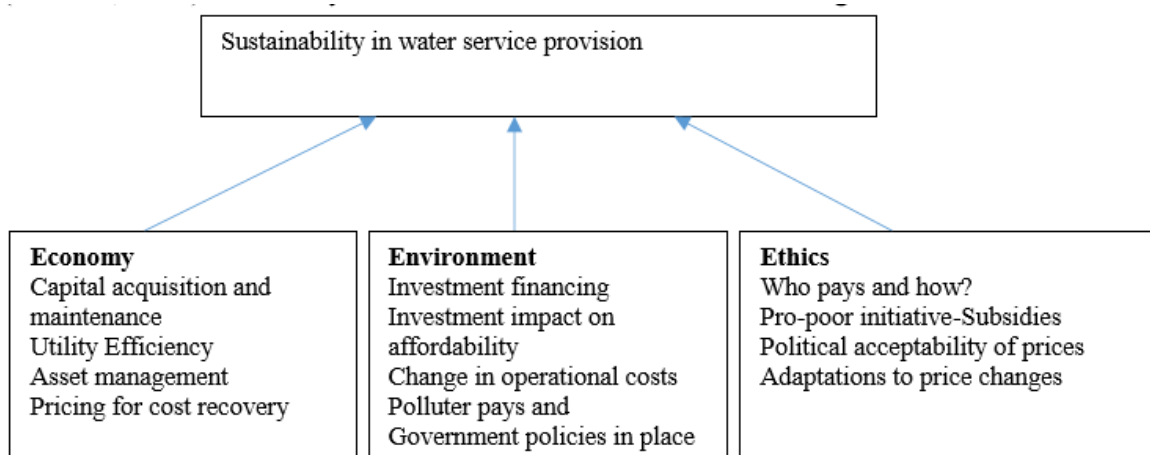 Sustainability in water service provision
Economy
Capital acquisition and
maintenance
Utility Efficiency
Asset management
Pricing for cost recovery
Environment
Investment financing
Investment impact on
affordability
Change in operational costs
Polluter pays and
Government policies in place
Ethics
Who pays and how?
Pro-poor initiative-Subsidies
Political acceptability of prices
Adaptations to price changes